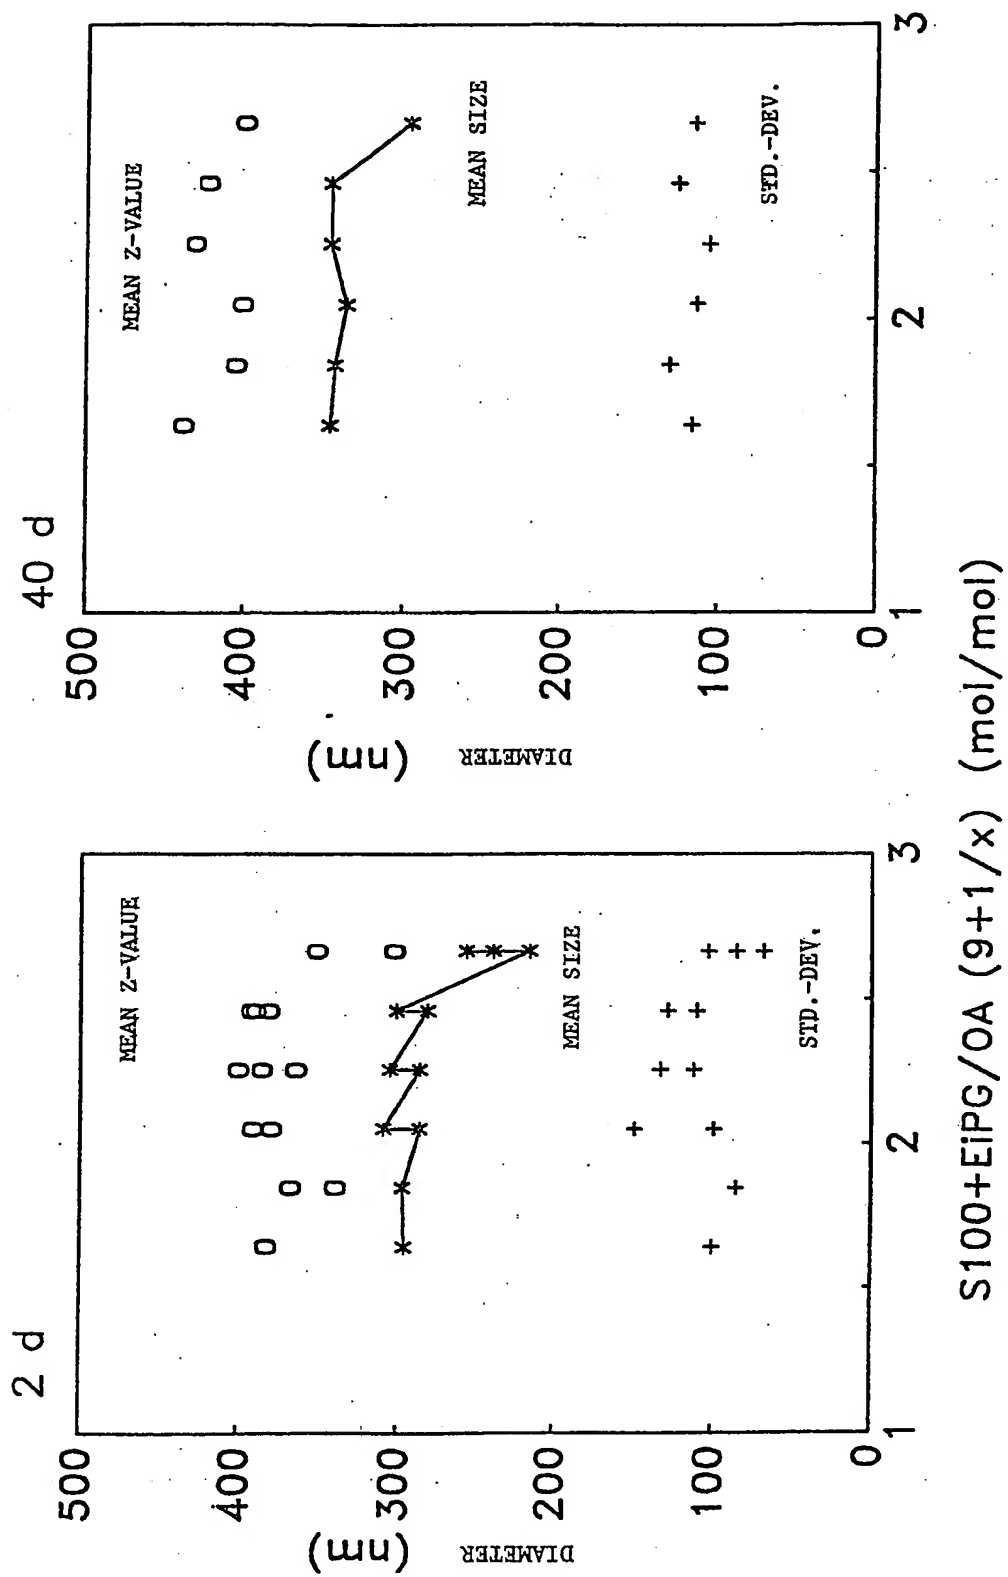 2 d
500
400
300
200
100
0
(nm)
DIAMETER
MEAN Z-VALUE
MEAN SIZE
STD.-DEV.
1
2
3
40 d
500
400
300
200
100
0
(nm)
DIAMETER
MEAN Z-VALUE
MEAN SIZE
STD.-DEV.
1
2
3
S100+EiPG/OA (9+1/x) (mol/mol)